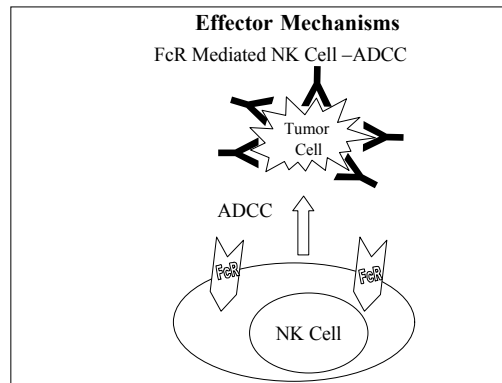 Effector Mechanisms
FcR Mediated NK Cell –ADCC
Tumor
Cell
ADCC
FcR
FcR
NK Cell